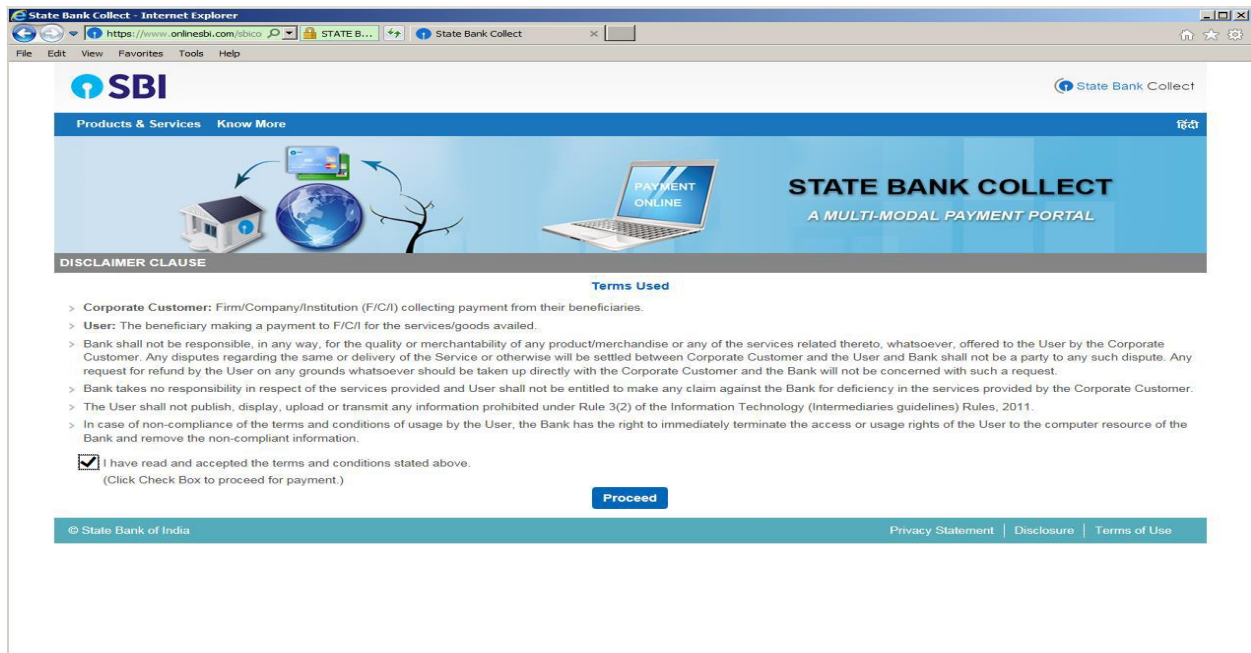 State Bank Collect - Internet Explorer
https://www.onlinesbi.com/sbico STATE B... State Bank Collect
File Edit View Favorites Tools Help
SBI
State Bank Collect
Products & Services Know More हिंदी
PAYMENT
ONLINE
STATE BANK COLLECT
A MULTI-MODAL PAYMENT PORTAL
DISCLAIMER CLAUSE
Terms Used
> Corporate Customer: Firm/Company/Institution (F/C/I) collecting payment from their beneficiaries.
> User: The beneficiary making a payment to F/C/I for the services/goods availed.
> Bank shall not be responsible, in any way, for the quality or merchantability of any product/merchandise or any of the services related thereto, whatsoever, offered to the User by the Corporate
Customer. Any disputes regarding the same or delivery of the Service or otherwise will be settled between Corporate Customer and the User and Bank shall not be a party to any such dispute. Any
request for refund by the User on any grounds whatsoever should be taken up directly with the Corporate Customer and the Bank will not be concerned with such a request.
> Bank takes no responsibility in respect of the services provided and User shall not be entitled to make any claim against the Bank for deficiency in the services provided by the Corporate Customer.
> The User shall not publish, display, upload or transmit any information prohibited under Rule 3(2) of the Information Technology (Intermediaries guidelines) Rules, 2011.
> In case of non-compliance of the terms and conditions of usage by the User, the Bank has the right to immediately terminate the access or usage rights of the User to the computer resource of the
Bank and remove the non-compliant information.
I have read and accepted the terms and conditions stated above.
(Click Check Box to proceed for payment.)
Proceed
© State Bank of India Privacy Statement | Disclosure | Terms of Use